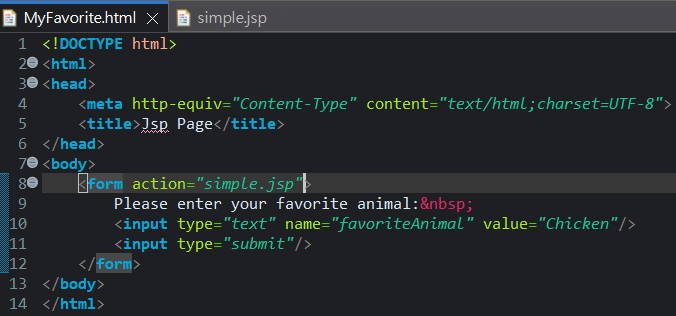 MyFavorite.html simple.jsp
1 <!DOCTYPE html>
2 <html>
3 <head>
4 <meta http-equiv="Content-Type" content="text/html;charset=UTF-8">
5 <title>Jsp Page</title>
6 </head>
7 <body>
8 <form action="simple.jsp">
9 Please enter your favorite animal:&nbsp;
10 <input type="text" name="favoriteAnimal" value="Chicken"/>
11 <input type="submit"/>
12 </form>
13 </body>
14 </html>